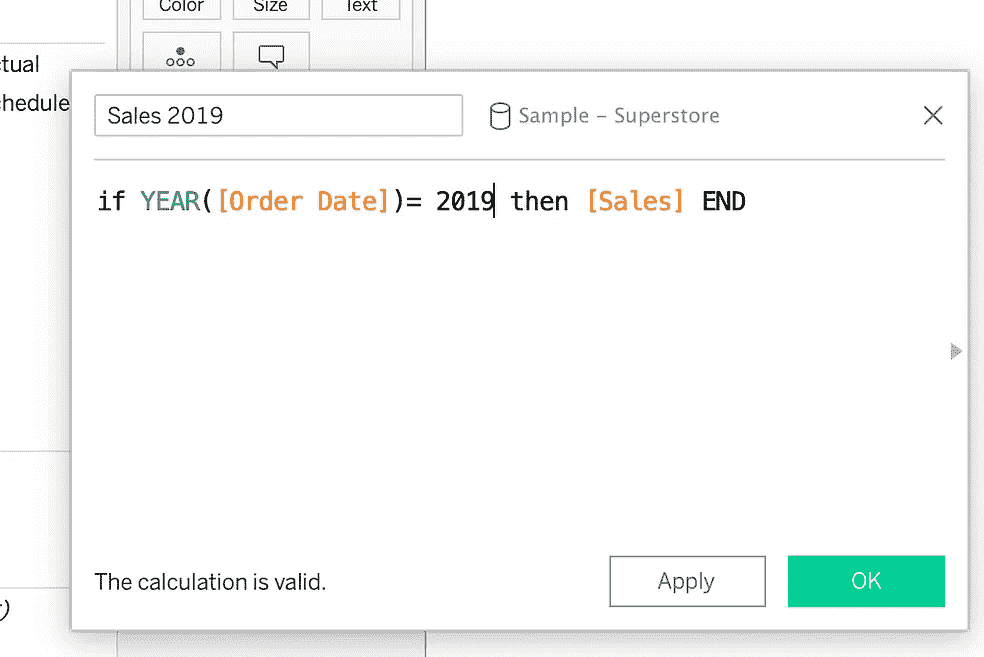 Color Size Text
tual
chedule
Sales 2019
Sample – Superstore
if YEAR([Order Date])= 2019 then [Sales] END
The calculation is valid.
Apply
OK